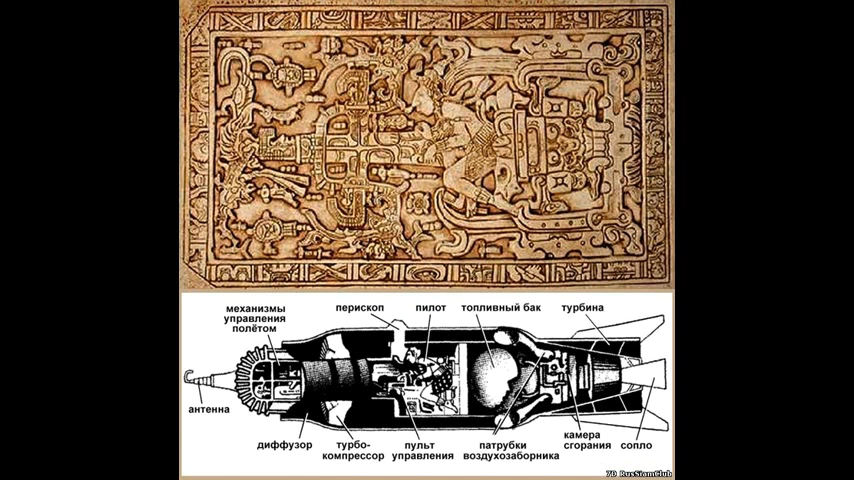 механизмы
управления
полётом
перископ
пилот
топливный бак
турбина
антенна
диффузор
турбо-
компрессор
пульт
управления
патрубки
воздухозаборника
камера
сгорания
сопло
7D RusSiamClub